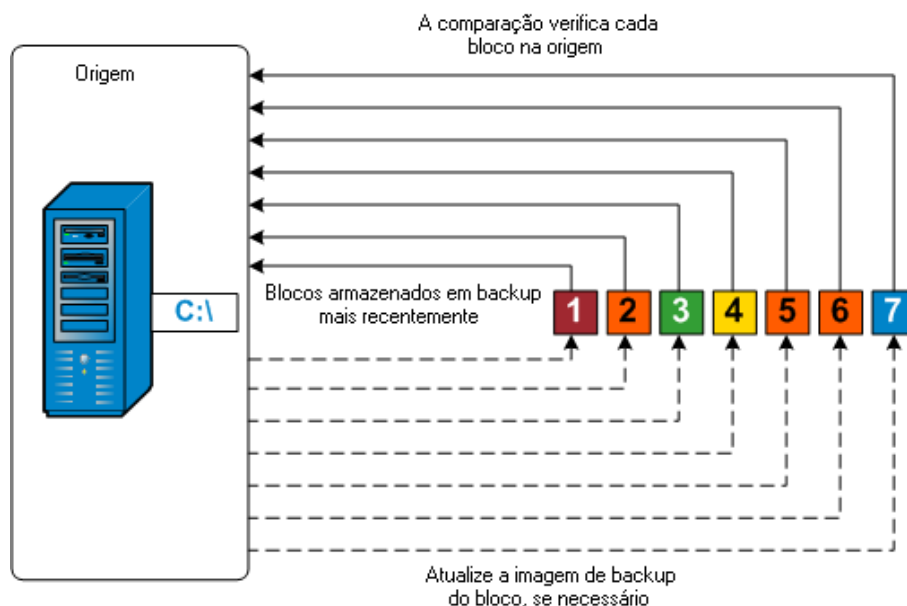 A comparação verifica cada
bloco na origem
Origem
C:\
Blocos armazenados em backup
mais recentemente
1 2 3 4 5 6 7
Atualize a imagem de backup
do bloco, se necessário